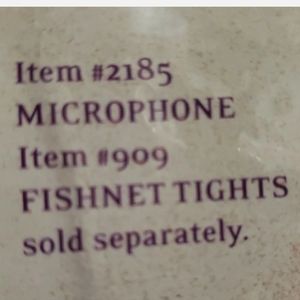 Item #2185
MICROPHONE
Item #909
FISHNET TIGHTS
sold separately.